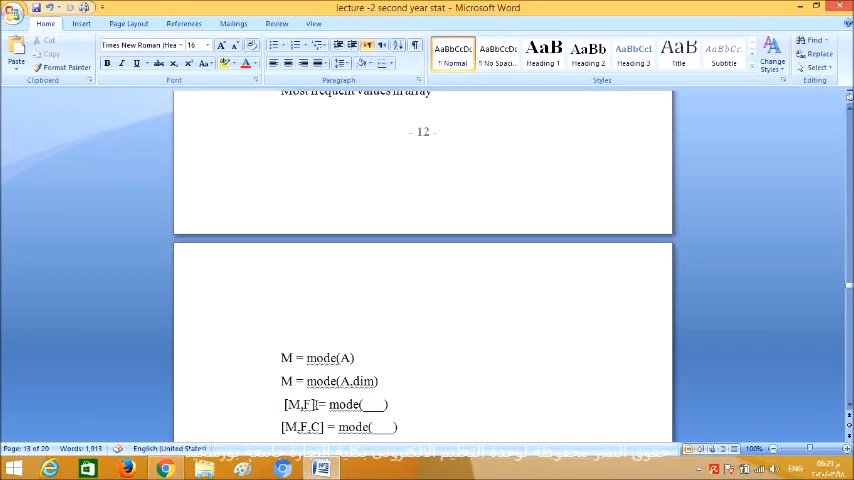 lecture -2 second year stat - Microsoft Word
Home Insert Page Layout References Mailings Review View
Paste
Cut
Copy
Format Painter
Clipboard
Times New Roman (Hea 16
Font
Paragraph
AaBbCcDc AaBbCcDc AaB AaBb AaBbCcI AaB AaBbCc.
¶ Normal ¶ No Spaci... Heading 1 Heading 2 Heading 3 Title Subtitle
Change Styles
Styles
Find
Replace
Select
Editing
Most frequent values in array
- 12 -
M = mode(A)
M = mode(A,dim)
[M,F] = mode(___)
[M,F,C] = mode(___)
Page: 13 of 20 Words: 1,913 English (United States) 100%
ENG